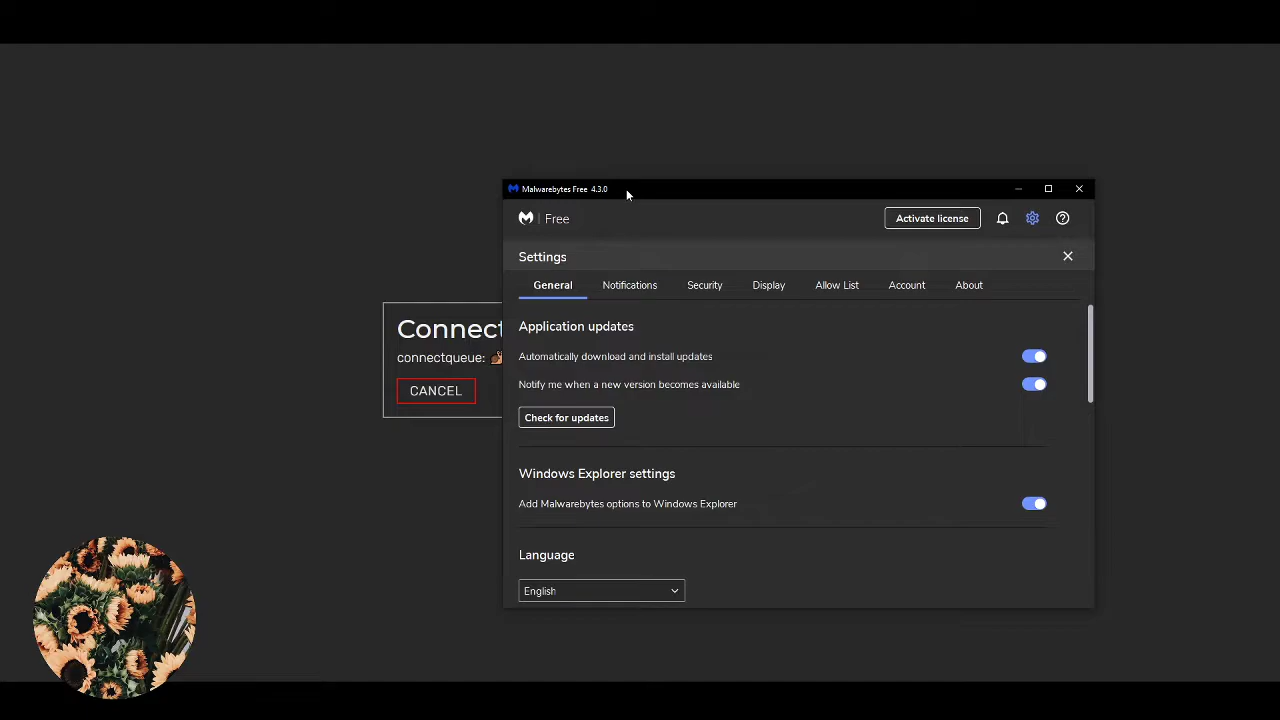 Malwarebytes Free 4.3.0
Free
Activate license
Settings
General Notifications Security Display Allow List Account About
Application updates
Automatically download and install updates
Notify me when a new version becomes available
Check for updates
Windows Explorer settings
Add Malwarebytes options to Windows Explorer
Language
English
Connect
connectqueue:
CANCEL